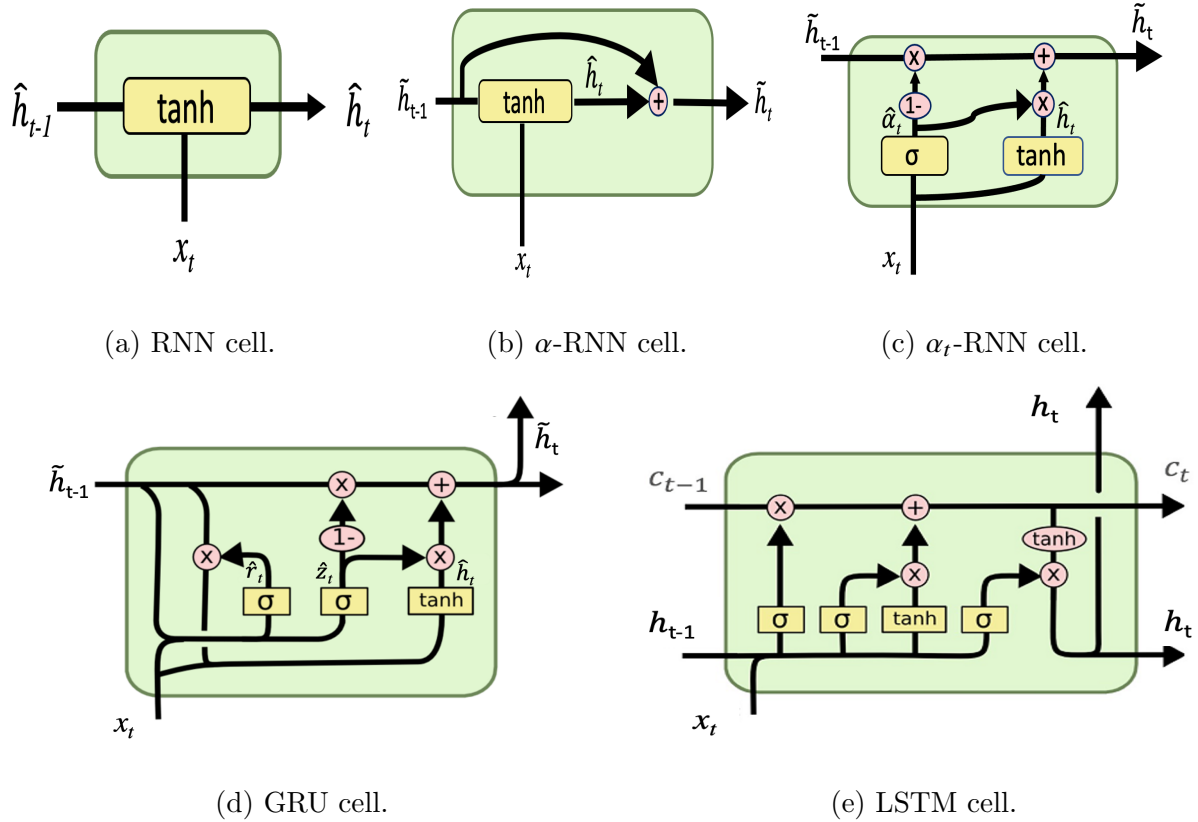 ĥₜ₋₁ tanh ĥₜ
xₜ
(a) RNN cell.
h̃ₜ₋₁ tanh ĥₜ + h̃ₜ
xₜ
(b) α-RNN cell.
h̃ₜ₋₁ x + h̃ₜ
1- x
α̂ₜ ĥₜ
σ tanh
xₜ
(c) αₜ-RNN cell.
h̃ₜ
h̃ₜ₋₁ x +
1-
x r̂ₜ ẑₜ x ĥₜ
σ σ tanh
xₜ
(d) GRU cell.
hₜ
cₜ₋₁ x + cₜ
tanh
x x
σ σ tanh σ
hₜ₋₁ hₜ
xₜ
(e) LSTM cell.